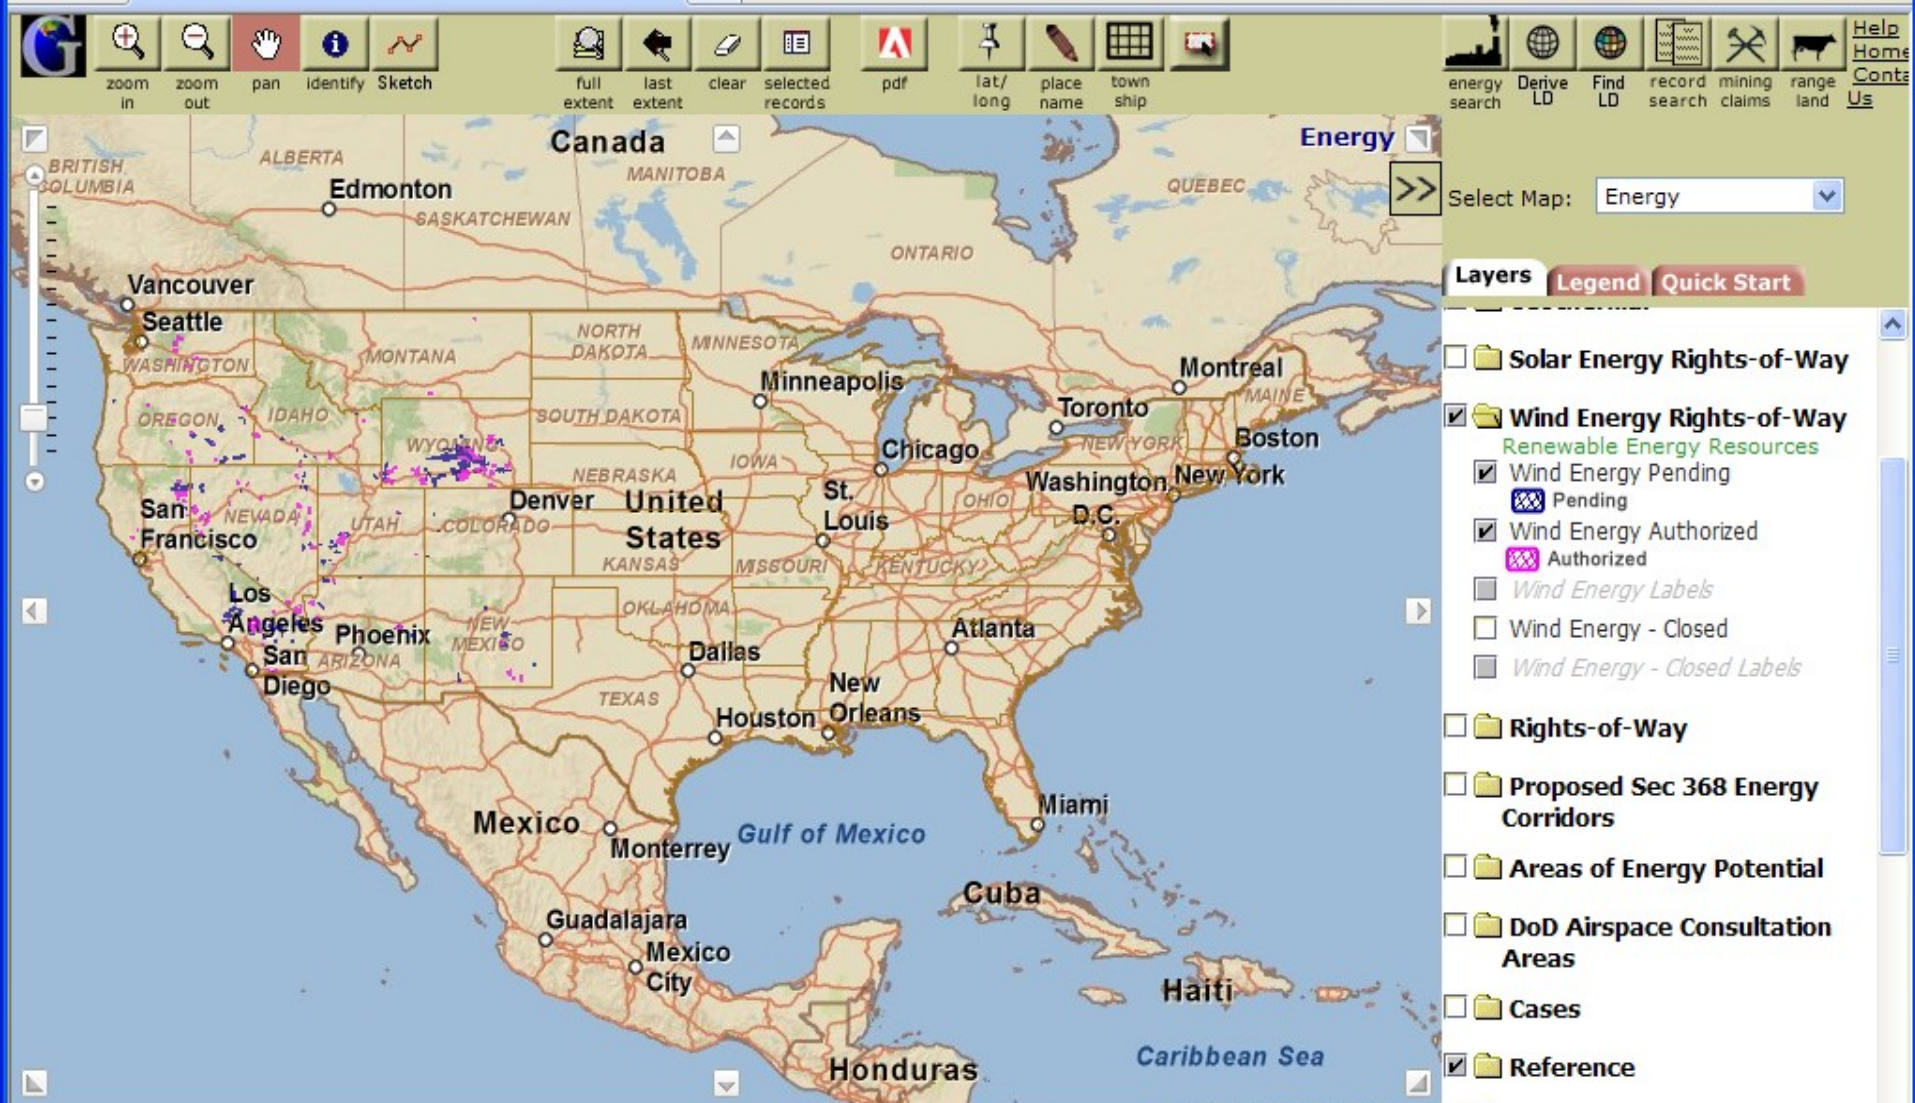 G
zoom in
zoom out
pan
identify
Sketch
full extent
last extent
clear
selected records
pdf
lat/ long
place name
town ship
energy search
Derive LD
Find LD
record search
mining claims
range land
Help
Home
Conta
Us
Energy
>>
Select Map:
Energy
Layers
Legend
Quick Start
Solar Energy Rights-of-Way
Wind Energy Rights-of-Way
Renewable Energy Resources
Wind Energy Pending
Pending
Wind Energy Authorized
Authorized
Wind Energy Labels
Wind Energy - Closed
Wind Energy - Closed Labels
Rights-of-Way
Proposed Sec 368 Energy
Corridors
Areas of Energy Potential
DoD Airspace Consultation
Areas
Cases
Reference
Canada
BRITISH
COLUMBIA
ALBERTA
MANITOBA
QUEBEC
Edmonton
SASKATCHEWAN
ONTARIO
Vancouver
Seattle
WASHINGTON
MONTANA
NORTH
DAKOTA
MINNESOTA
Minneapolis
Montreal
MAINE
Toronto
OREGON
IDAHO
WYOMING
SOUTH DAKOTA
NEW YORK
Boston
Chicago
IOWA
NEBRASKA
Washington
D.C.
New York
San
Francisco
NEVADA
UTAH
COLORADO
Denver
United
States
St.
Louis
OHIO
KANSAS
MISSOURI
KENTUCKY
Los
Angeles
Phoenix
NEW
MEXICO
OKLAHOMA
Atlanta
San
Diego
ARIZONA
Dallas
TEXAS
New
Orleans
Houston
Miami
Mexico
Monterrey
Gulf of Mexico
Cuba
Guadalajara
Mexico
City
Haiti
Caribbean Sea
Honduras